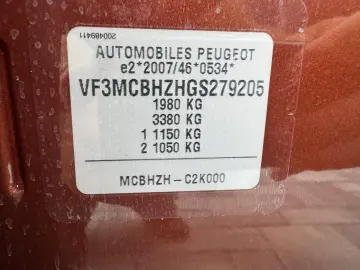 200489411
AUTOMOBILES PEUGEOT
e2*2007/46*0534*
VF3MCBHZHGS279205
1980 KG
3380 KG
1 1150 KG
2 1050 KG
MCBHZH-C2K000